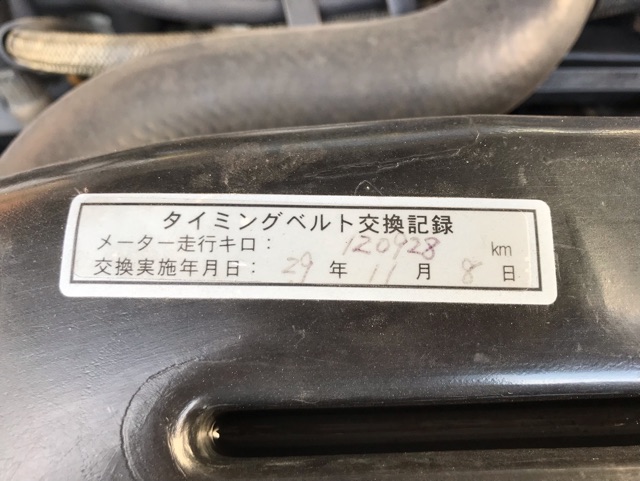 タイミングベルト交換記録
メーター走行キロ： 120928 km
交換実施年月日： 29 年 11 月 8 日